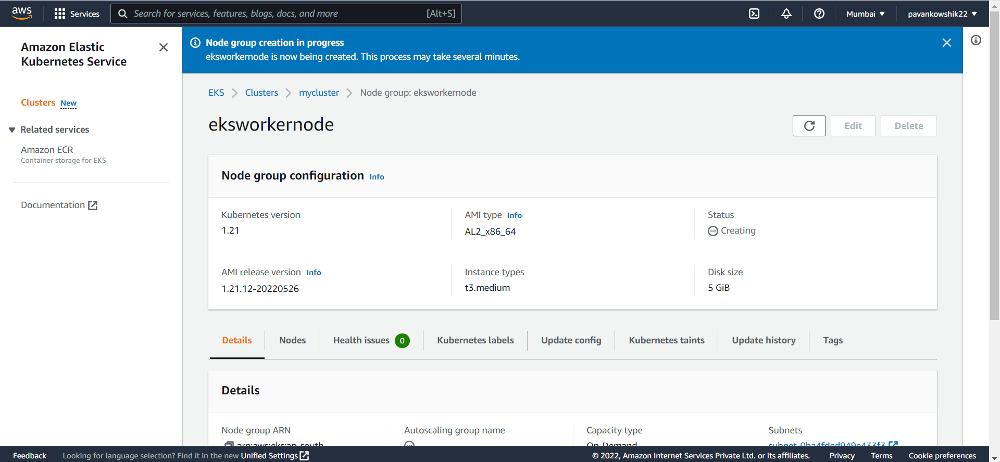 aws
Services
Search for services, features, blogs, docs, and more [Alt+S]
Mumbai
pavankowshik22
Amazon Elastic
Kubernetes Service
Clusters New
Related services
Amazon ECR
Container storage for EKS
Documentation
Node group creation in progress
eksworkernode is now being created. This process may take several minutes.
EKS
Clusters
mycluster
Node group: eksworkernode
eksworkernode
Edit
Delete
Node group configuration Info
Kubernetes version
1.21
AMI type Info
AL2_x86_64
Status
Creating
AMI release version Info
1.21.12-20220526
Instance types
t3.medium
Disk size
5 GiB
Details
Nodes
Health issues 0
Kubernetes labels
Update config
Kubernetes taints
Update history
Tags
Details
Node group ARN
arn:aws:eks:ap-south
Autoscaling group name
Capacity type
On-Demand
Subnets
subnet-0ba4fded949e433f3
Feedback
Looking for language selection? Find it in the new Unified Settings
© 2022, Amazon Internet Services Private Ltd. or its affiliates.
Privacy
Terms
Cookie preferences